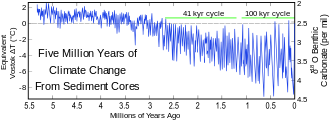 41 kyr cycle
100 kyr cycle
2
0
-2
-4
-6
-8
2
2.5
3
3.5
4
4.5
Equivalent
Vostok ΔT (°C)
δ18 O Benthic
Carbonate (per mil)
Five Million Years of
Climate Change
From Sediment Cores
5.5
5
4.5
4
3.5
3
2.5
2
1.5
1
0.5
0
Millions of Years Ago